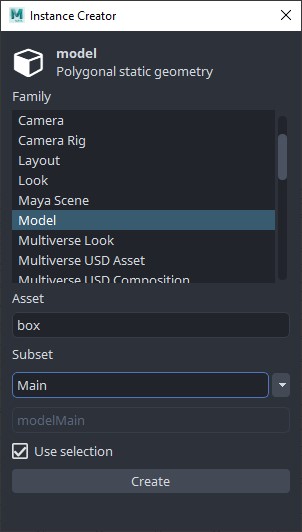 Instance Creator
model
Polygonal static geometry
Family
Camera
Camera Rig
Layout
Look
Maya Scene
Model
Multiverse Look
Multiverse USD Asset
Multiverse USD Composition
Asset
box
Subset
Main
modelMain
Use selection
Create